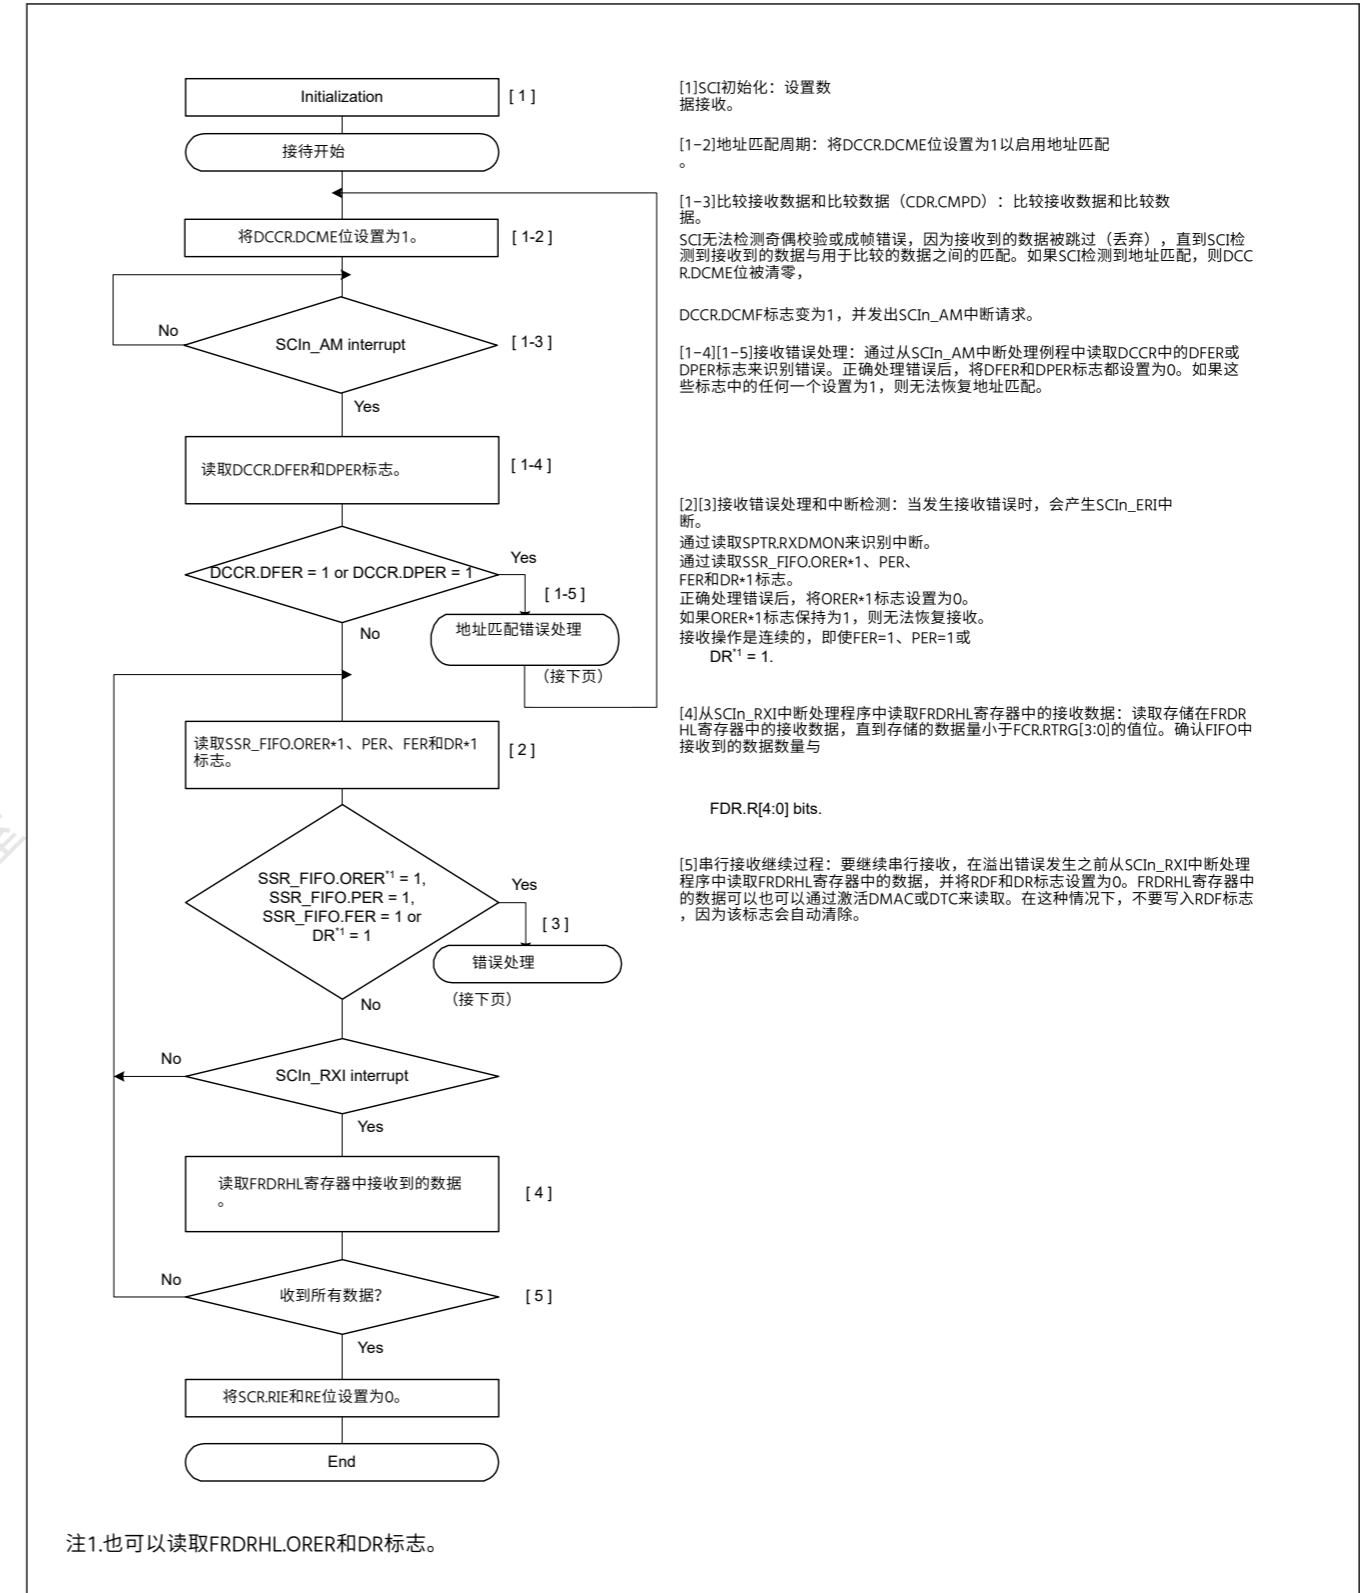 Initialization
[ 1 ]
接待开始
将DCCR.DCME位设置为1。
[ 1-2 ]
No
SCIn_AM interrupt
[ 1-3 ]
Yes
读取DCCR.DFER和DPER标志。
[ 1-4 ]
DCCR.DFER = 1 or DCCR.DPER = 1
Yes
[ 1-5 ]
地址匹配错误处理
No
（接下页）
读取SSR_FIFO.ORER*1、PER、FER和DR*1
标志。
[ 2 ]
SSR_FIFO.ORER*1 = 1,
SSR_FIFO.PER = 1,
SSR_FIFO.FER = 1 or
DR*1 = 1
Yes
[ 3 ]
错误处理
（接下页）
No
No
SCIn_RXI interrupt
Yes
读取FRDRHL寄存器中接收到的数据
。
[ 4 ]
No
收到所有数据？
[ 5 ]
Yes
将SCR.RIE和RE位设置为0。
End
[1]SCI初始化：设置数
据接收。
[1−2]地址匹配周期：将DCCR.DCME位设置为1以启用地址匹配
。
[1−3]比较接收数据和比较数据（CDR.CMPD）：比较接收数据和比较数
据。
SCI无法检测奇偶校验或成帧错误，因为接收到的数据被跳过（丢弃），直到SCI检
测到接收到的数据与用于比较的数据之间的匹配。如果SCI检测到地址匹配，则DCC
R.DCME位被清零，
DCCR.DCMF标志变为1，并发出SCIn_AM中断请求。
[1−4][1−5]接收错误处理：通过从SCIn_AM中断处理例程中读取DCCR中的DFER或
DPER标志来识别错误。正确处理错误后，将DFER和DPER标志都设置为0。如果这
些标志中的任何一个设置为1，则无法恢复地址匹配。
[2][3]接收错误处理和中断检测：当发生接收错误时，会产生SCIn_ERI中
断。
通过读取SPTR.RXDMON来识别中断。
通过读取SSR_FIFO.ORER*1、PER、
FER和DR*1标志。
正确处理错误后，将ORER*1标志设置为0。
如果ORER*1标志保持为1，则无法恢复接收。
接收操作是连续的，即使FER=1、PER=1或
DR*1 = 1.
[4]从SCIn_RXI中断处理程序中读取FRDRHL寄存器中的接收数据：读取存储在FRDR
HL寄存器中的接收数据，直到存储的数据量小于FCR.RTRG[3:0]的值位。确认FIFO中
接收到的数据数量与
FDR.R[4:0] bits.
[5]串行接收继续过程：要继续串行接收，在溢出错误发生之前从SCIn_RXI中断处理
程序中读取FRDRHL寄存器中的数据，并将RDF和DR标志设置为0。FRDRHL寄存器中
的数据可以也可以通过激活DMAC或DTC来读取。在这种情况下，不要写入RDF标志
，因为该标志会自动清除。
注1.也可以读取FRDRHL.ORER和DR标志。